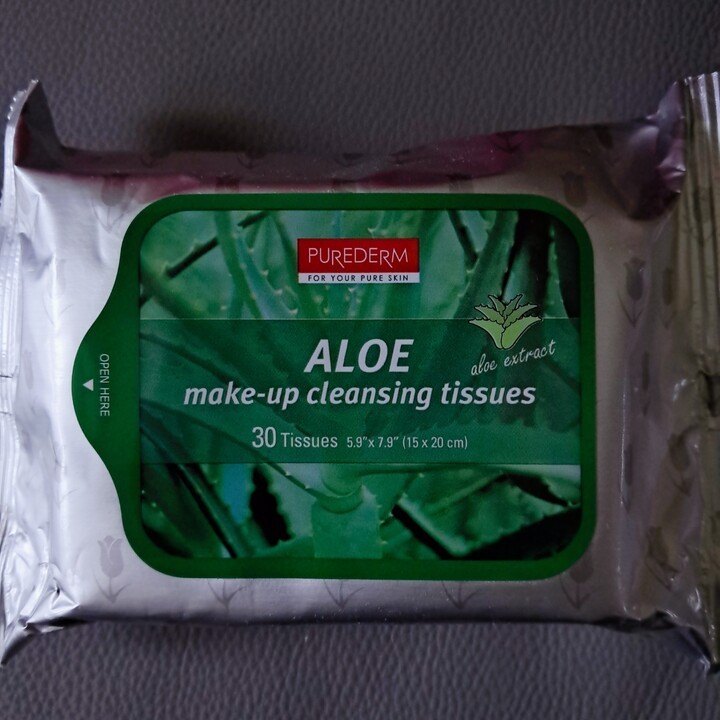 PUREDERM
FOR YOUR PURE SKIN
aloe extract
ALOE
make-up cleansing tissues
30 Tissues 5.9"x 7.9" (15 x 20 cm)
OPEN HERE